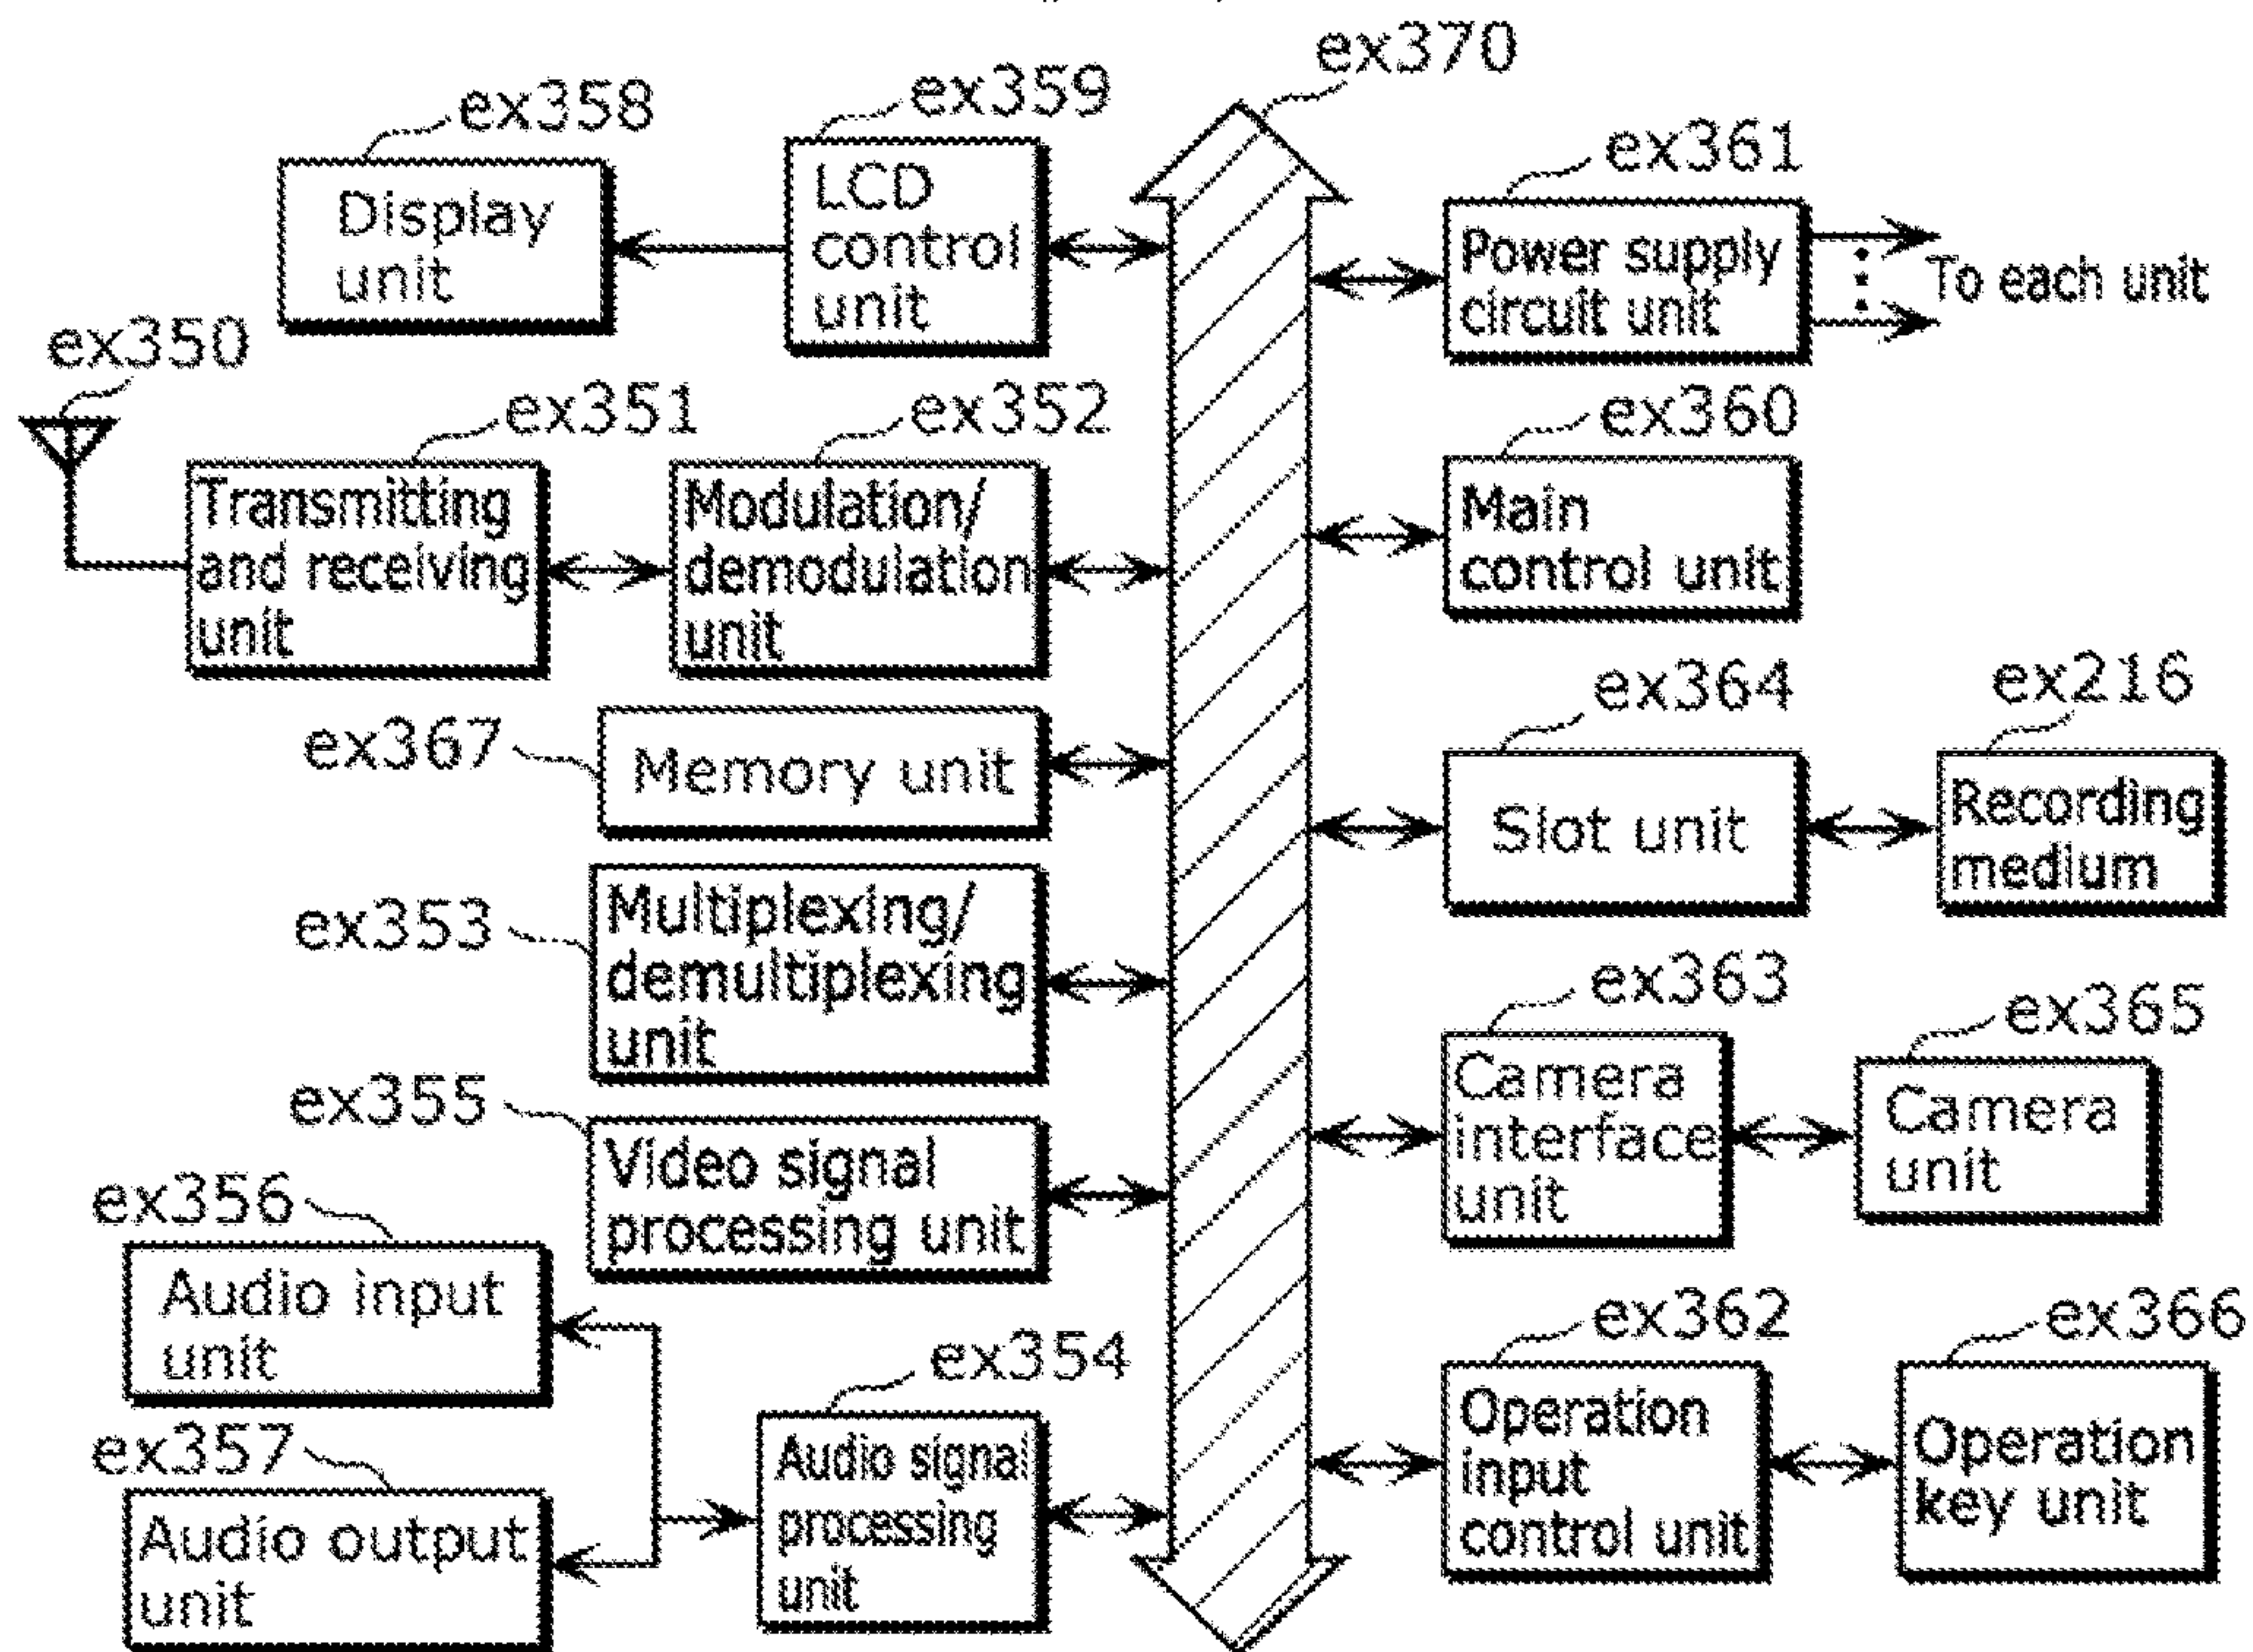 ex370
ex358
ex359
ex361
Display
unit
LCD
control
unit
Power supply
circuit unit
To each unit
ex350
ex351
ex352
ex360
Transmitting
and receiving
unit
Modulation/
demodulation
unit
Main
control unit
ex367
Memory unit
ex364
ex216
Slot unit
Recording
medium
ex353
Multiplexing/
demultiplexing
unit
ex363
ex365
Camera
interface
unit
Camera
unit
ex355
Video signal
processing unit
ex356
Audio input
unit
ex354
ex362
ex366
ex357
Audio output
unit
Audio signal
processing
unit
Operation
input
control unit
Operation
key unit